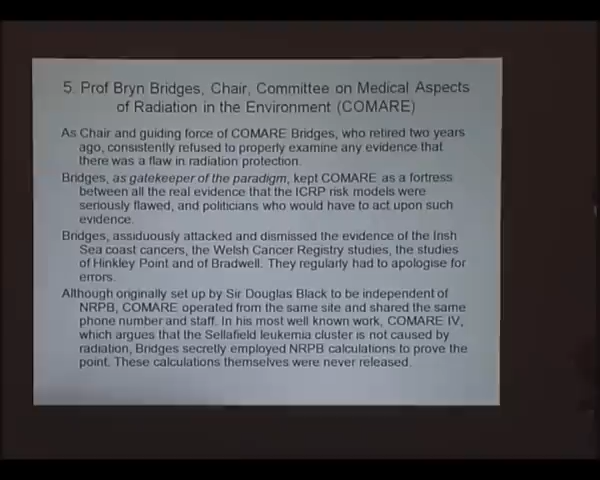 5. Prof Bryn Bridges, Chair, Committee on Medical Aspects
of Radiation in the Environment (COMARE)
As Chair and guiding force of COMARE Bridges, who retired two years
ago, consistently refused to properly examine any evidence that
there was a flaw in radiation protection.
Bridges, as gatekeeper of the paradigm, kept COMARE as a fortress
between all the real evidence that the ICRP risk models were
seriously flawed, and politicians who would have to act upon such
evidence.
Bridges, assiduously attacked and dismissed the evidence of the Irish
Sea coast cancers, the Welsh Cancer Registry studies, the studies
of Hinkley Point and of Bradwell. They regularly had to apologise for
errors.
Although originally set up by Sir Douglas Black to be independent of
NRPB, COMARE operated from the same site and shared the same
phone number and staff. In his most well known work, COMARE IV,
which argues that the Sellafield leukemia cluster is not caused by
radiation, Bridges secretly employed NRPB calculations to prove the
point. These calculations themselves were never released.